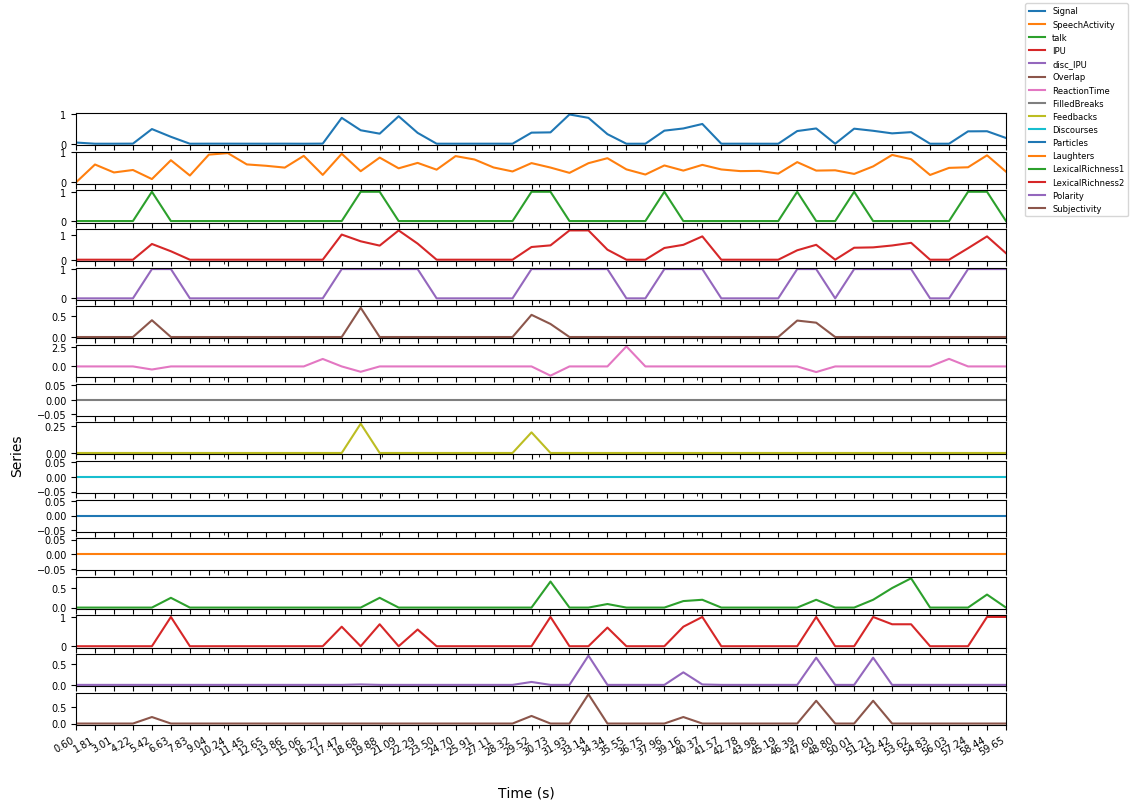 Signal
SpeechActivity
talk
IPU
disc_IPU
Overlap
ReactionTime
FilledBreaks
Feedbacks
Discourses
Particles
Laughters
LexicalRichness1
LexicalRichness2
Polarity
Subjectivity
1
0
1
0
1
0
1
0
1
0
0.5
0.0
2.5
0.0
0.05
0.00
−0.05
0.25
0.00
0.05
0.00
−0.05
0.05
0.00
−0.05
0.05
0.00
−0.05
0.5
0.0
1
0
0.5
0.0
0.5
0.0
Series
0.60 1.81 3.01 4.22 5.42 6.63 7.83 9.04 10.24 11.45 12.65 13.86 15.06 16.27 17.47 18.68 19.88 21.09 22.29 23.50 24.70 25.91 27.11 28.32 29.52 30.73 31.93 33.14 34.34 35.55 36.75 37.96 39.16 40.37 41.57 42.78 43.98 45.19 46.39 47.60 48.80 50.01 51.21 52.42 53.62 54.83 56.03 57.24 58.44 59.65
Time (s)